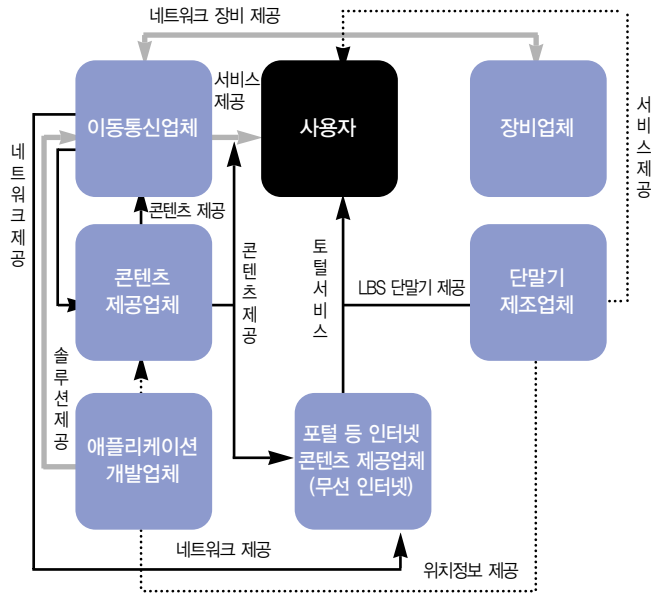 네트워크 장비 제공
서비스
제공
이동통신업체
사용자
장비업체
서비스제공
네트워크제공
콘텐츠 제공
콘텐츠
제공업체
콘텐츠제공
토털서비스
LBS 단말기 제공
단말기
제조업체
솔루션제공
애플리케이션
개발업체
포털 등 인터넷
콘텐츠 제공업체
(무선 인터넷)
네트워크 제공
위치정보 제공